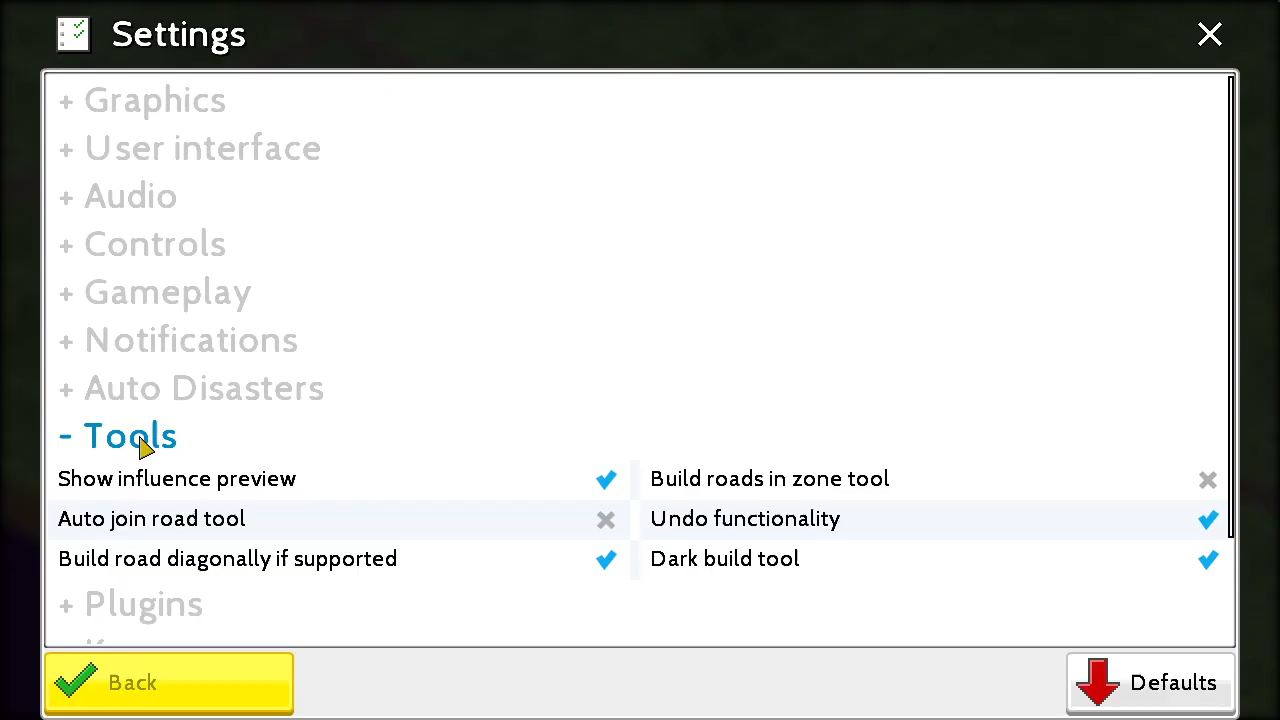 Settings
+ Graphics
+ User interface
+ Audio
+ Controls
+ Gameplay
+ Notifications
+ Auto Disasters
- Tools
Show influence preview
Build roads in zone tool
Auto join road tool
Undo functionality
Build road diagonally if supported
Dark build tool
+ Plugins
Back
Defaults